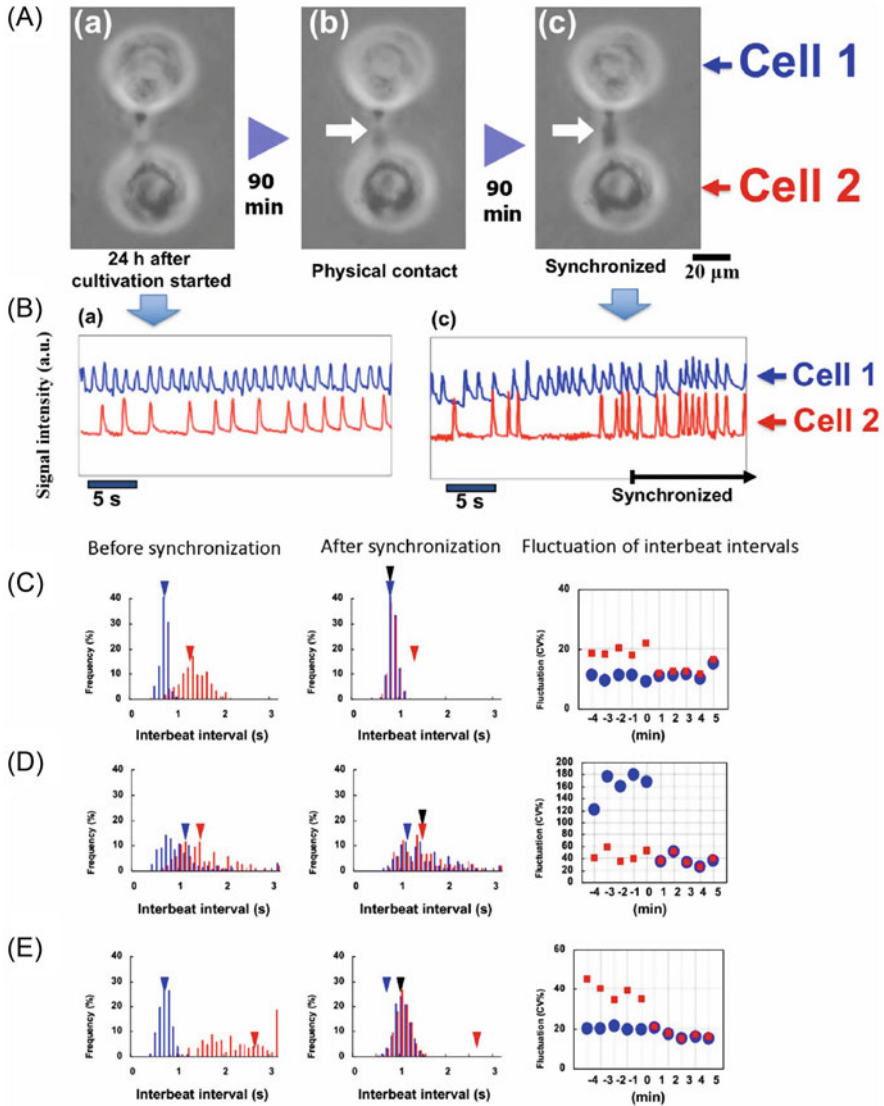 (A)
(a) (b) (c)
Cell 1
Cell 2
90
min
90
min
24 h after
cultivation started
Physical contact
Synchronized
20 μm
(B)
(a)
(c)
Signal intensity (a.u.)
Cell 1
Cell 2
5 s
5 s
Synchronized
Before synchronization
After synchronization
Fluctuation of interbeat intervals
(C)
Frequency (%)
40
30
20
10
0
0 1 2 3
Interbeat interval (s)
Frequency (%)
40
30
20
10
0
0 1 2 3
Interbeat interval (s)
Fluctuation (CV%)
40
20
0
-4 -3 -2 -1 0 1 2 3 4 5
(min)
(D)
Frequency (%)
40
30
20
10
0
0 1 2 3
Interbeat interval (s)
Frequency (%)
40
30
20
10
0
0 1 2 3
Interbeat interval (s)
Fluctuation (CV%)
200
180
160
140
120
100
80
60
40
20
0
-4 -3 -2 -1 0 1 2 3 4 5
(min)
(E)
Frequency (%)
40
30
20
10
0
0 1 2 3
Interbeat interval (s)
Frequency (%)
40
30
20
10
0
0 1 2 3
Interbeat interval (s)
Fluctuation (CV%)
60
40
20
0
-4 -3 -2 -1 0 1 2 3 4 5
(min)